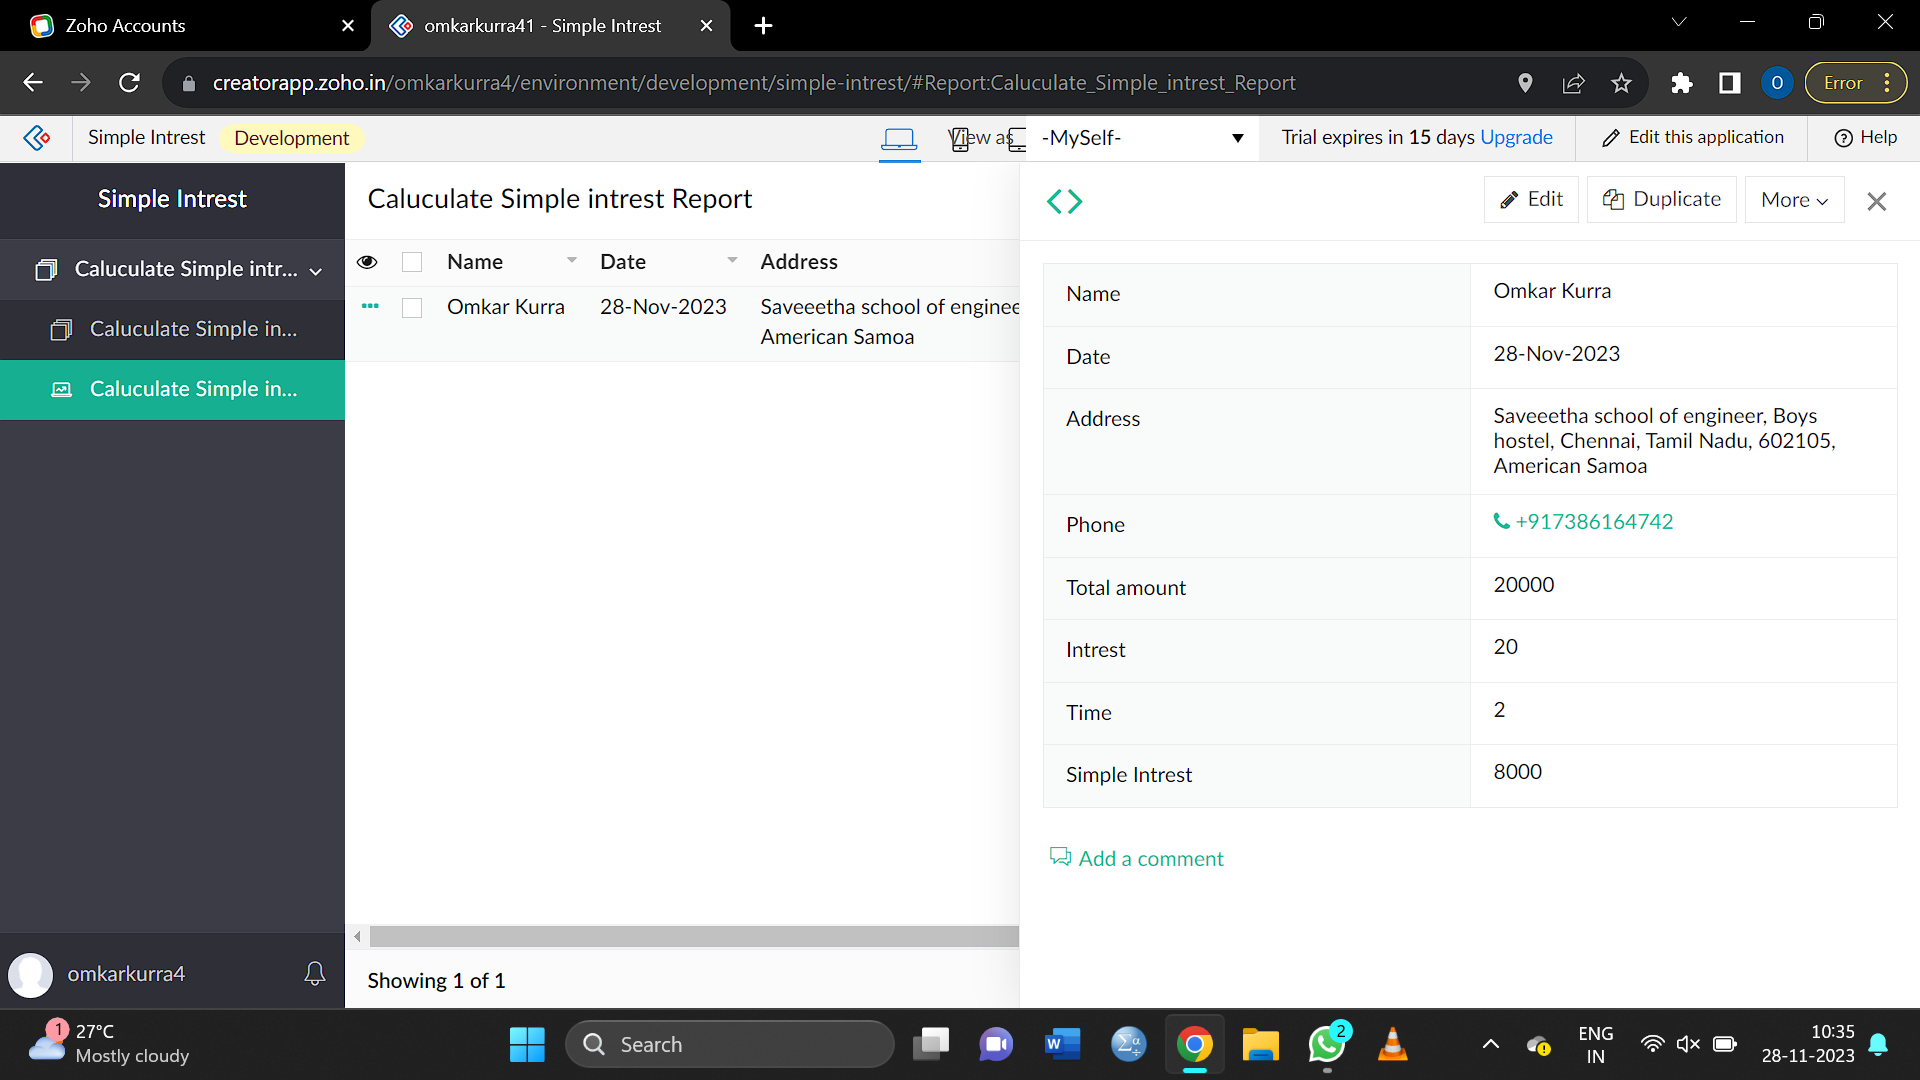 Zoho Accounts
omkarkurra41 - Simple Intrest
creatorapp.zoho.in/omkarkurra4/environment/development/simple-intrest/#Report:Caluculate_Simple_intrest_Report
O
Error
Simple Intrest
Development
View as
-MySelf-
Trial expires in 15 days Upgrade
Edit this application
Help
Simple Intrest
Caluculate Simple intr...
Caluculate Simple in...
Caluculate Simple in...
omkarkurra4
Caluculate Simple intrest Report
Name Date Address
Omkar Kurra 28-Nov-2023 Saveeetha school of enginee
American Samoa
Showing 1 of 1
Edit Duplicate More
Name Omkar Kurra
Date 28-Nov-2023
Address Saveeetha school of engineer, Boys
hostel, Chennai, Tamil Nadu, 602105,
American Samoa
Phone +917386164742
Total amount 20000
Intrest 20
Time 2
Simple Intrest 8000
Add a comment
1
27°C
Mostly cloudy
Search
W
Σα
2
ENG
IN
10:35
28-11-2023